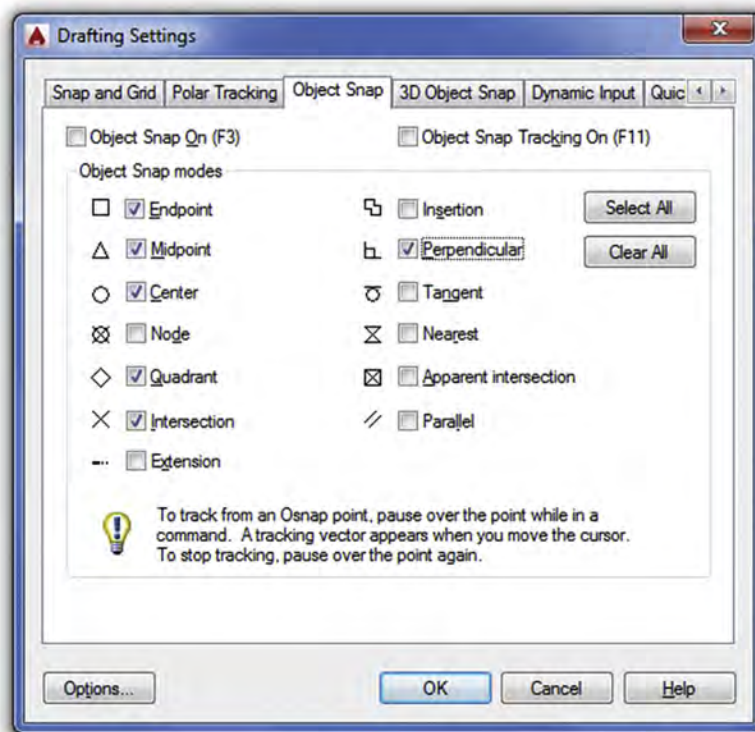 Drafting Settings
Snap and Grid Polar Tracking Object Snap 3D Object Snap Dynamic Input Quic
Object Snap On (F3) Object Snap Tracking On (F11)
Object Snap modes
Endpoint Insertion Select All
Midpoint Perpendicular Clear All
Center Tangent
Node Nearest
Quadrant Apparent intersection
Intersection Parallel
Extension
To track from an Osnap point, pause over the point while in a
command. A tracking vector appears when you move the cursor.
To stop tracking, pause over the point again.
Options... OK Cancel Help